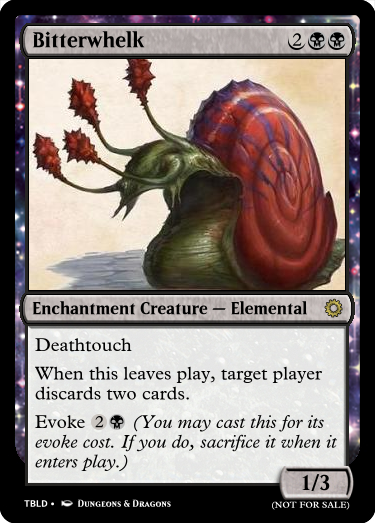 Bitterwhelk 2
Enchantment Creature — Elemental
Deathtouch
When this leaves play, target player
discards two cards.
Evoke 2 (You may cast this for its
evoke cost. If you do, sacrifice it when it
enters play.)
1/3
TBLD • DUNGEONS & DRAGONS (NOT FOR SALE)